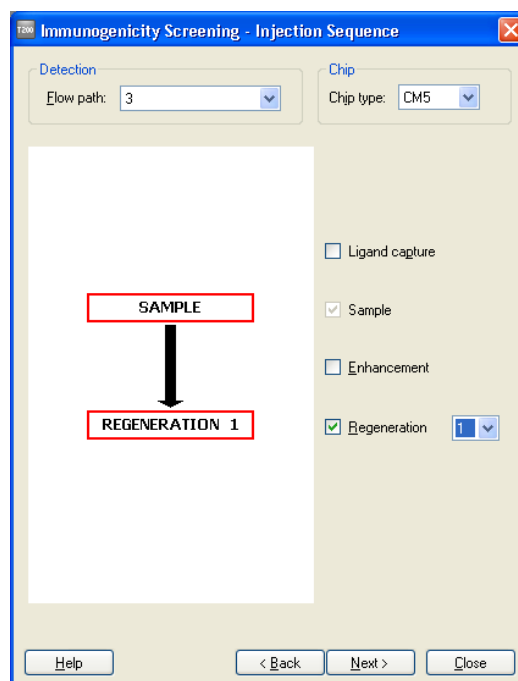 T200 Immunogenicity Screening - Injection Sequence
Detection
Flow path: 3
Chip
Chip type: CM5
Ligand capture
SAMPLE
Sample
Enhancement
REGENERATION 1
Regeneration 1
Help
< Back
Next >
Close